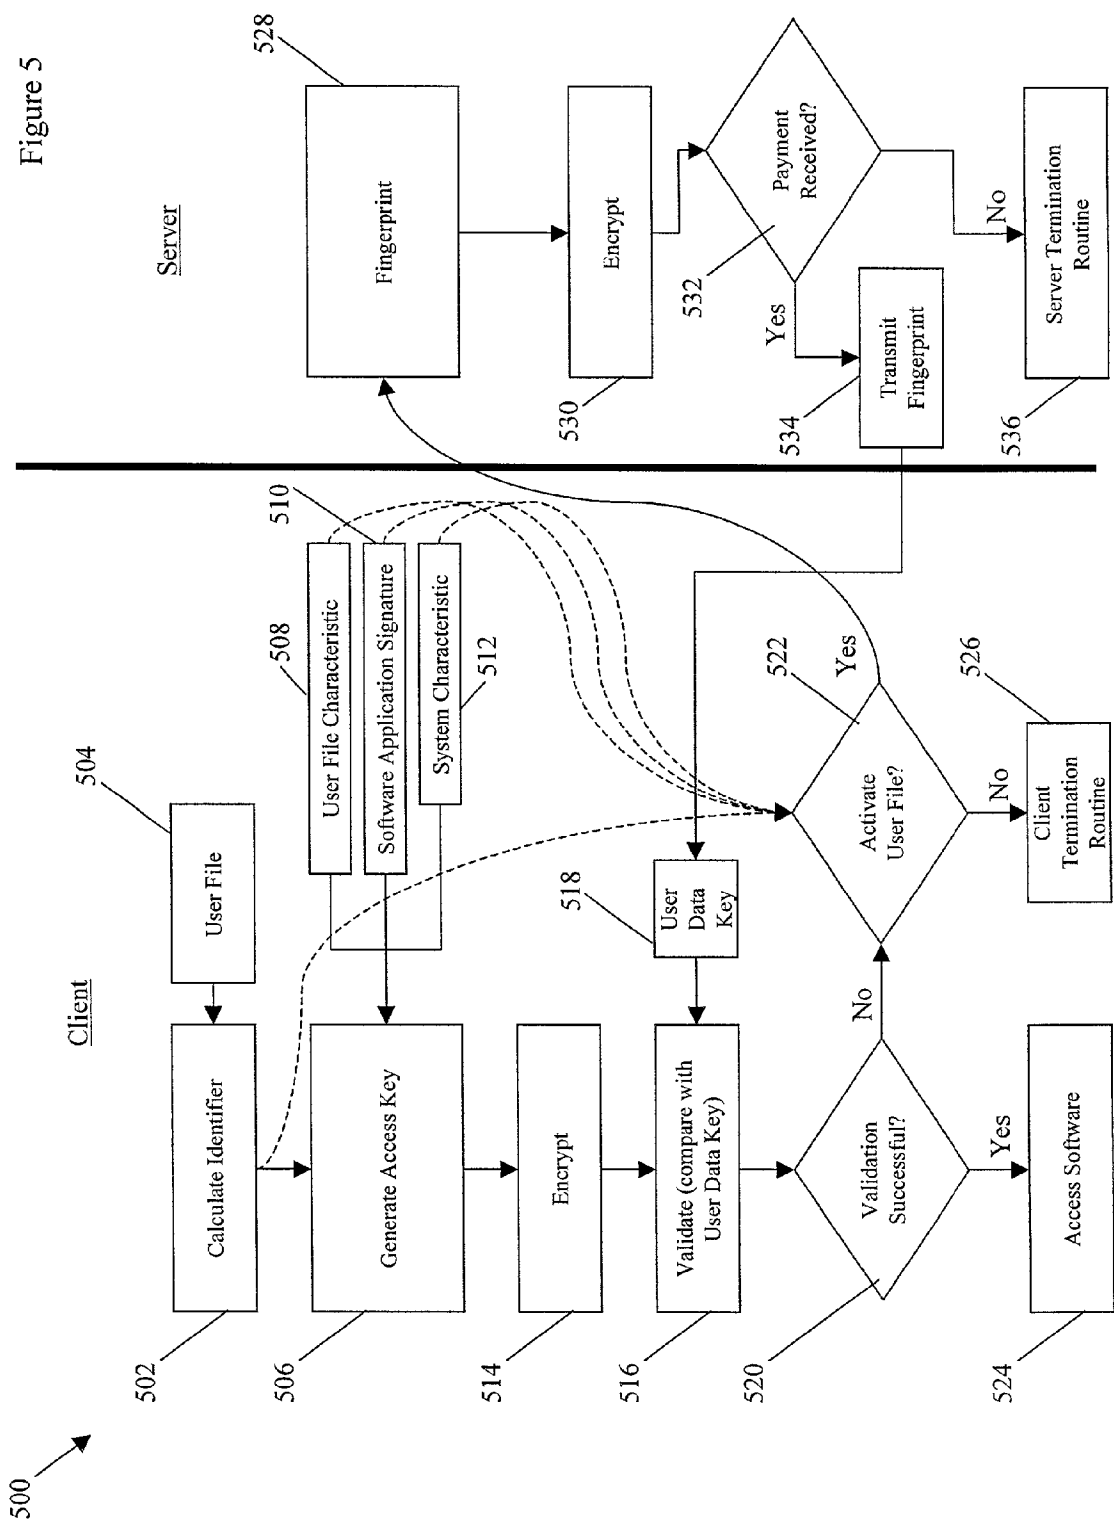 Figure 5
500
Client
Server
502
Calculate Identifier
504
User File
506
Generate Access Key
508
User File Characteristic
510
Software Application Signature
512
System Characteristic
514
Encrypt
516
Validate (compare with
User Data Key)
518
User
Data
Key
520
Validation
Successful?
No
Yes
522
Activate
User File?
Yes
No
524
Access Software
526
Client
Termination
Routine
528
Fingerprint
530
Encrypt
532
Payment
Received?
Yes
No
534
Transmit
Fingerprint
536
Server Termination
Routine